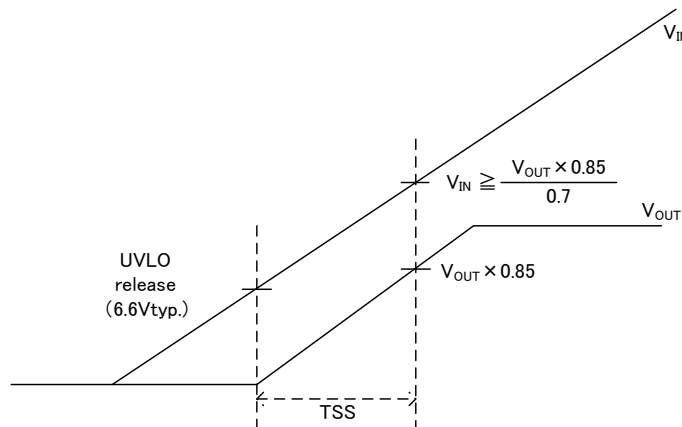 V_IN
V_IN ≧ V_OUT × 0.85 / 0.7
V_OUT
UVLO
release
(6.6Vtyp.)
V_OUT × 0.85
TSS